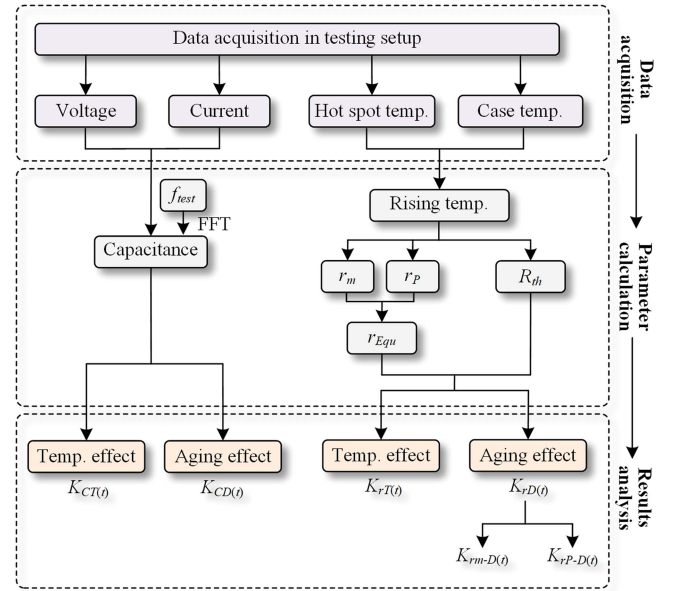 Data acquisition in testing setup
Voltage
Current
Hot spot temp.
Case temp.
Data
acquisition
f_test
FFT
Capacitance
Rising temp.
r_m
r_P
R_th
r_Equ
Parameter
calculation
Temp. effect
Aging effect
Temp. effect
Aging effect
K_CT(t)
K_CD(t)
K_rT(t)
K_rD(t)
K_rm-D(t)
K_rP-D(t)
Results
analysis